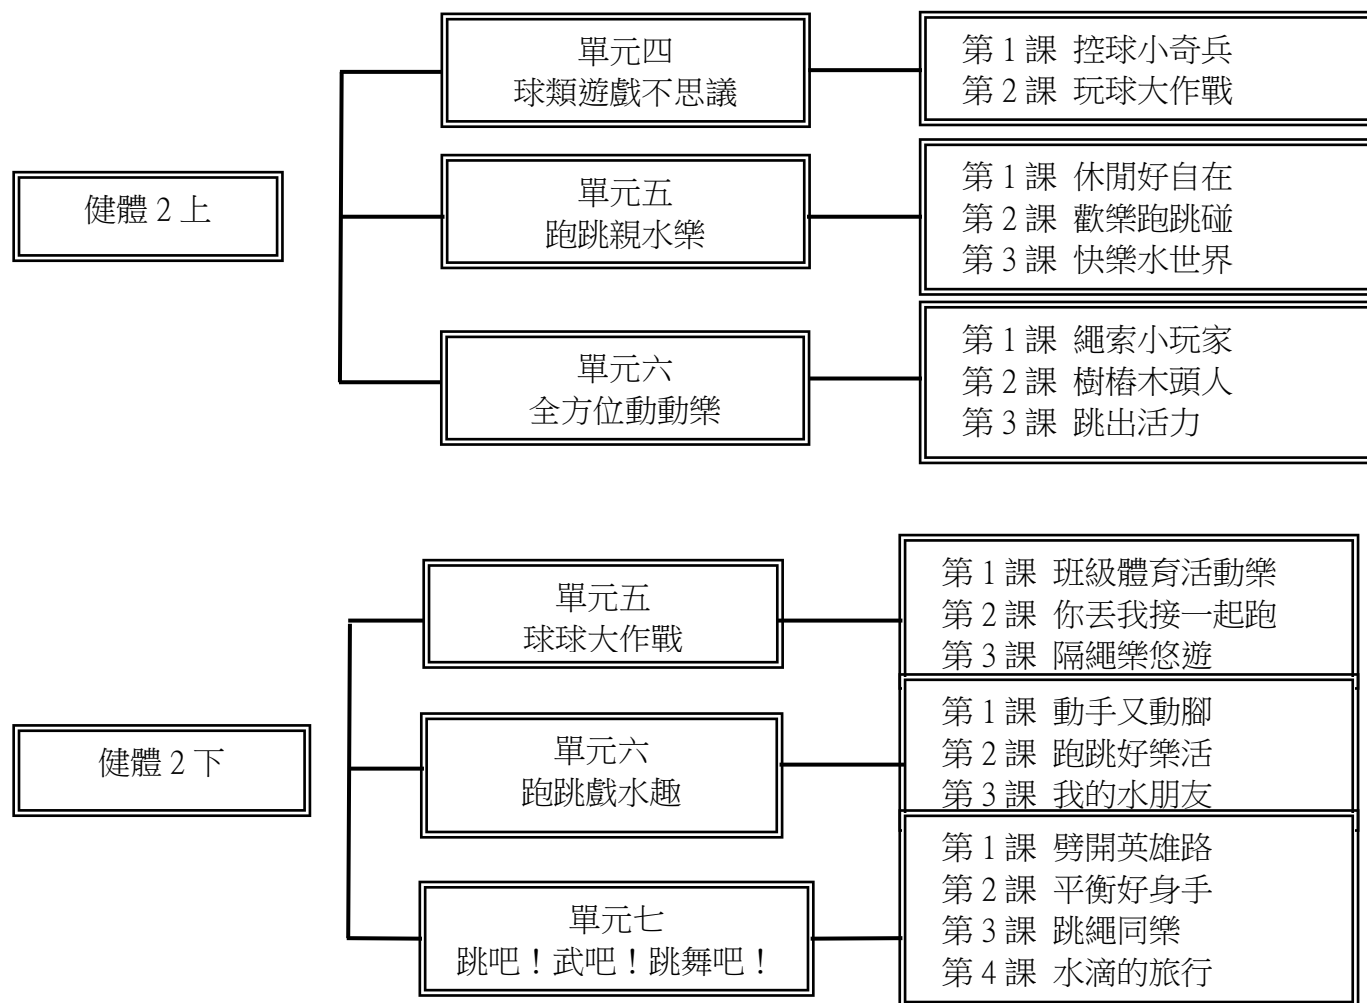 健體 2 上
單元四
球類遊戲不思議
第 1 課 控球小奇兵
第 2 課 玩球大作戰
單元五
跑跳親水樂
第 1 課 休閒好自在
第 2 課 歡樂跑跳碰
第 3 課 快樂水世界
單元六
全方位動動樂
第 1 課 繩索小玩家
第 2 課 樹樁木頭人
第 3 課 跳出活力
健體 2 下
單元五
球球大作戰
第 1 課 班級體育活動樂
第 2 課 你丟我接一起跑
第 3 課 隔繩樂悠遊
單元六
跑跳戲水趣
第 1 課 動手又動腳
第 2 課 跑跳好樂活
第 3 課 我的水朋友
單元七
跳吧！武吧！跳舞吧！
第 1 課 劈開英雄路
第 2 課 平衡好身手
第 3 課 跳繩同樂
第 4 課 水滴的旅行